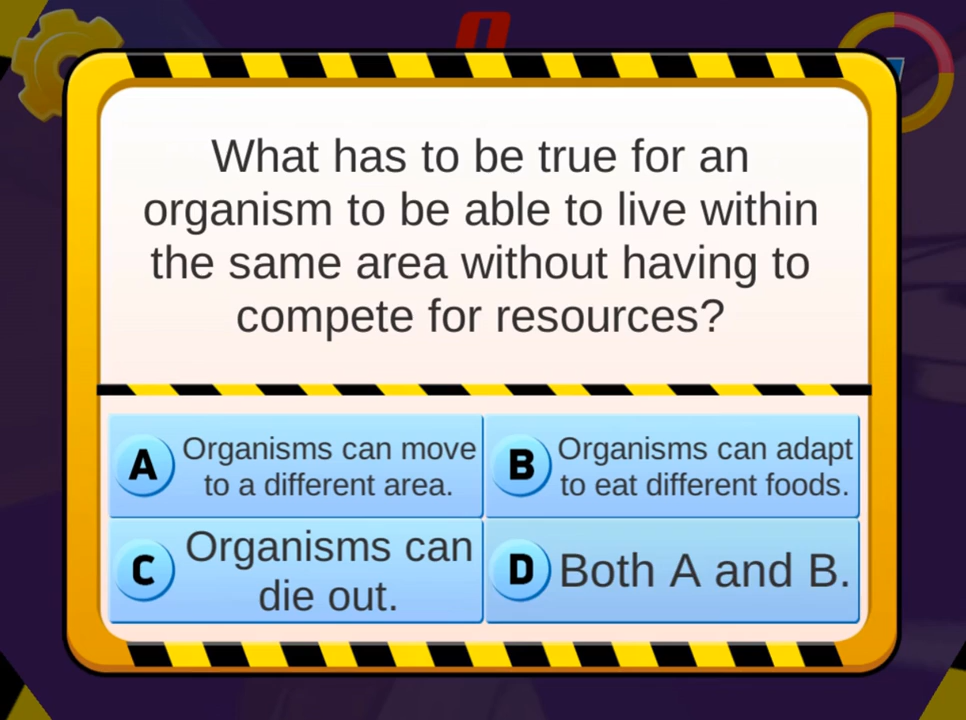 What has to be true for an
organism to be able to live within
the same area without having to
compete for resources?
A
Organisms can move
to a different area.
B
Organisms can adapt
to eat different foods.
C
Organisms can
die out.
D
Both A and B.